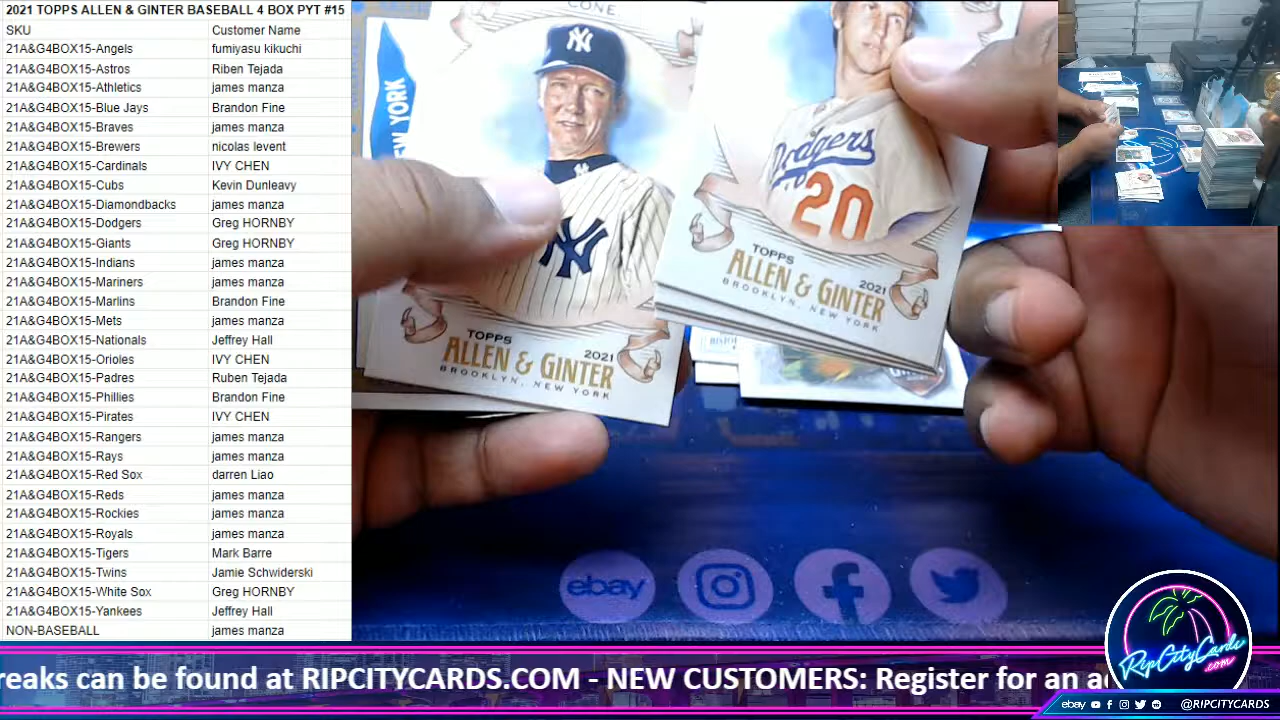 2021 TOPPS ALLEN & GINTER BASEBALL 4 BOX PYT #15
SKU Customer Name
21A&G4BOX15-Angels fumiyasu kikuchi
21A&G4BOX15-Astros Riben Tejada
21A&G4BOX15-Athletics james manza
21A&G4BOX15-Blue Jays Brandon Fine
21A&G4BOX15-Braves james manza
21A&G4BOX15-Brewers nicolas levent
21A&G4BOX15-Cardinals IVY CHEN
21A&G4BOX15-Cubs Kevin Dunleavy
21A&G4BOX15-Diamondbacks james manza
21A&G4BOX15-Dodgers Greg HORNBY
21A&G4BOX15-Giants Greg HORNBY
21A&G4BOX15-Indians james manza
21A&G4BOX15-Mariners james manza
21A&G4BOX15-Marlins Brandon Fine
21A&G4BOX15-Mets james manza
21A&G4BOX15-Nationals Jeffrey Hall
21A&G4BOX15-Orioles IVY CHEN
21A&G4BOX15-Padres Ruben Tejada
21A&G4BOX15-Phillies Brandon Fine
21A&G4BOX15-Pirates IVY CHEN
21A&G4BOX15-Rangers james manza
21A&G4BOX15-Rays james manza
21A&G4BOX15-Red Sox darren Liao
21A&G4BOX15-Reds james manza
21A&G4BOX15-Rockies james manza
21A&G4BOX15-Royals james manza
21A&G4BOX15-Tigers Mark Barre
21A&G4BOX15-Twins Jamie Schwiderski
21A&G4BOX15-White Sox Greg HORNBY
21A&G4BOX15-Yankees Jeffrey Hall
NON-BASEBALL james manza
CONE
NEW YORK
NY
NY
TOPPS 2021
ALLEN & GINTER
BROOKLYN, NEW YORK
Dodgers
20
TOPPS 2021
ALLEN & GINTER
BROOKLYN, NEW YORK
ebay
reaks can be found at RIPCITYCARDS.COM - NEW CUSTOMERS: Register for an a
RipCityCards
.com
ebay @RIPCITYCARDS